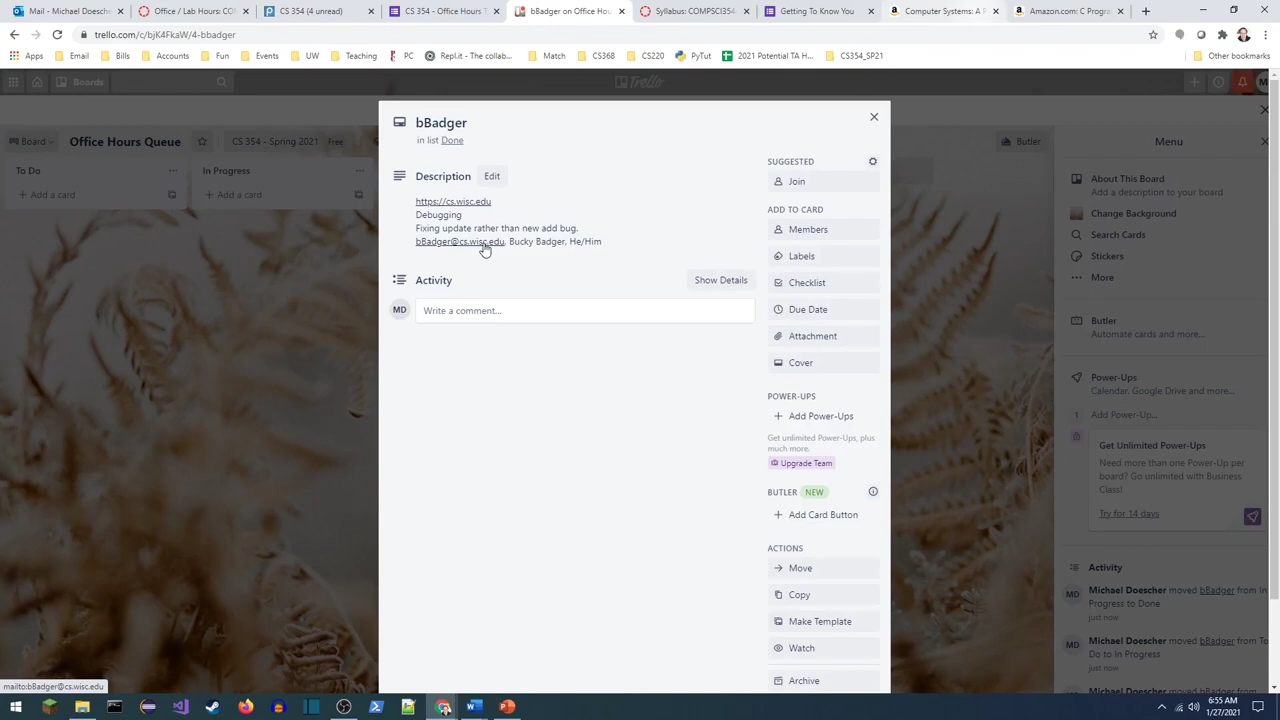 Mail - Michael Doesche
Office / Lab Hours: CO
CS 354 (4 unread)
CS 354 - Spring 2021 T
bBadger on Office H
Syllabus: COMPSCI354
Getting To Know You
Computer Systems: A P
Amazon.com: C Progra
trello.com/c/bjK4FkaW/4-bbadger
Apps
Email
Bills
Accounts
Fun
Events
UW
Teaching
PC
Repl.it - The collab...
Match
CS368
CS220
PyTut
2021 Potential TA H...
CS354_SP21
Other bookmarks
Boards
Trello
Board
Office Hours Queue
CS 354 - Spring 2021
Free
Butler
Menu
To Do
In Progress
+ Add a card
+ Add a card
bBadger
in list Done
Description
Edit
https://cs.wisc.edu
Debugging
Fixing update rather than new add bug.
bBadger@cs.wisc.edu, Bucky Badger, He/Him
Activity
Show Details
MD
Write a comment...
SUGGESTED
Join
ADD TO CARD
Members
Labels
Checklist
Due Date
Attachment
Cover
POWER-UPS
+ Add Power-Ups
Get unlimited Power-Ups, plus
much more.
Upgrade Team
BUTLER NEW
+ Add Card Button
ACTIONS
Move
Copy
Make Template
Watch
Archive
About This Board
Add a description to your
board
Change Background
Search Cards
Stickers
More
Butler
Automate cards and more...
Power-Ups
Calendar, Google Drive and more...
1 Add Power-Up...
Get Unlimited Power-Ups
Need more than one Power-Up per
board? Go unlimited with Business
Class!
Try for 14 days
Activity
MD
Michael Doescher moved bBadger from In
Progress to Done
just now
MD
Michael Doescher moved bBadger from To
Do to In Progress
just now
mailto:bBadger@cs.wisc.edu
6:55 AM
1/27/2021